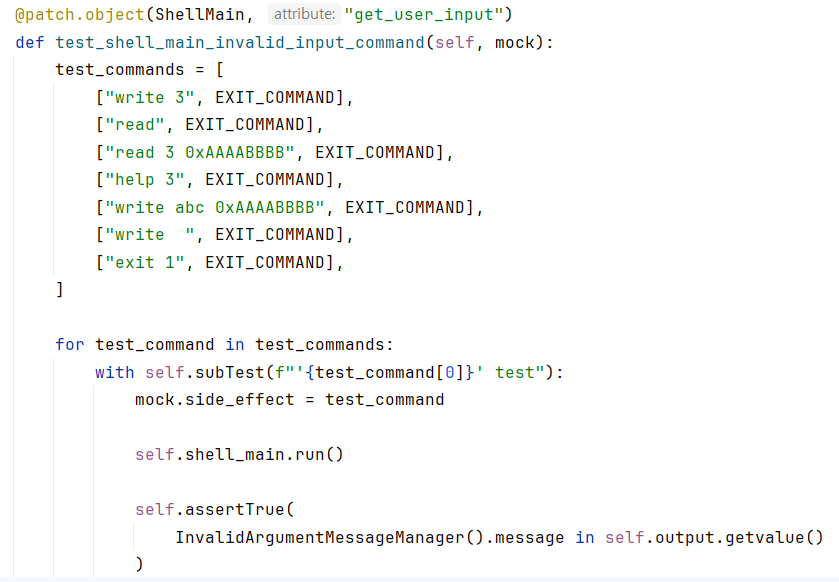 @patch.object(ShellMain, attribute: "get_user_input")
def test_shell_main_invalid_input_command(self, mock):
    test_commands = [
        ["write 3", EXIT_COMMAND],
        ["read", EXIT_COMMAND],
        ["read 3 0xAAAABBBB", EXIT_COMMAND],
        ["help 3", EXIT_COMMAND],
        ["write abc 0xAAAABBBB", EXIT_COMMAND],
        ["write  ", EXIT_COMMAND],
        ["exit 1", EXIT_COMMAND],
    ]
    for test_command in test_commands:
        with self.subTest(f"'{test_command[0]}' test"):
            mock.side_effect = test_command
            self.shell_main.run()
            self.assertTrue(
                InvalidArgumentMessageManager().message in self.output.getvalue()
            )